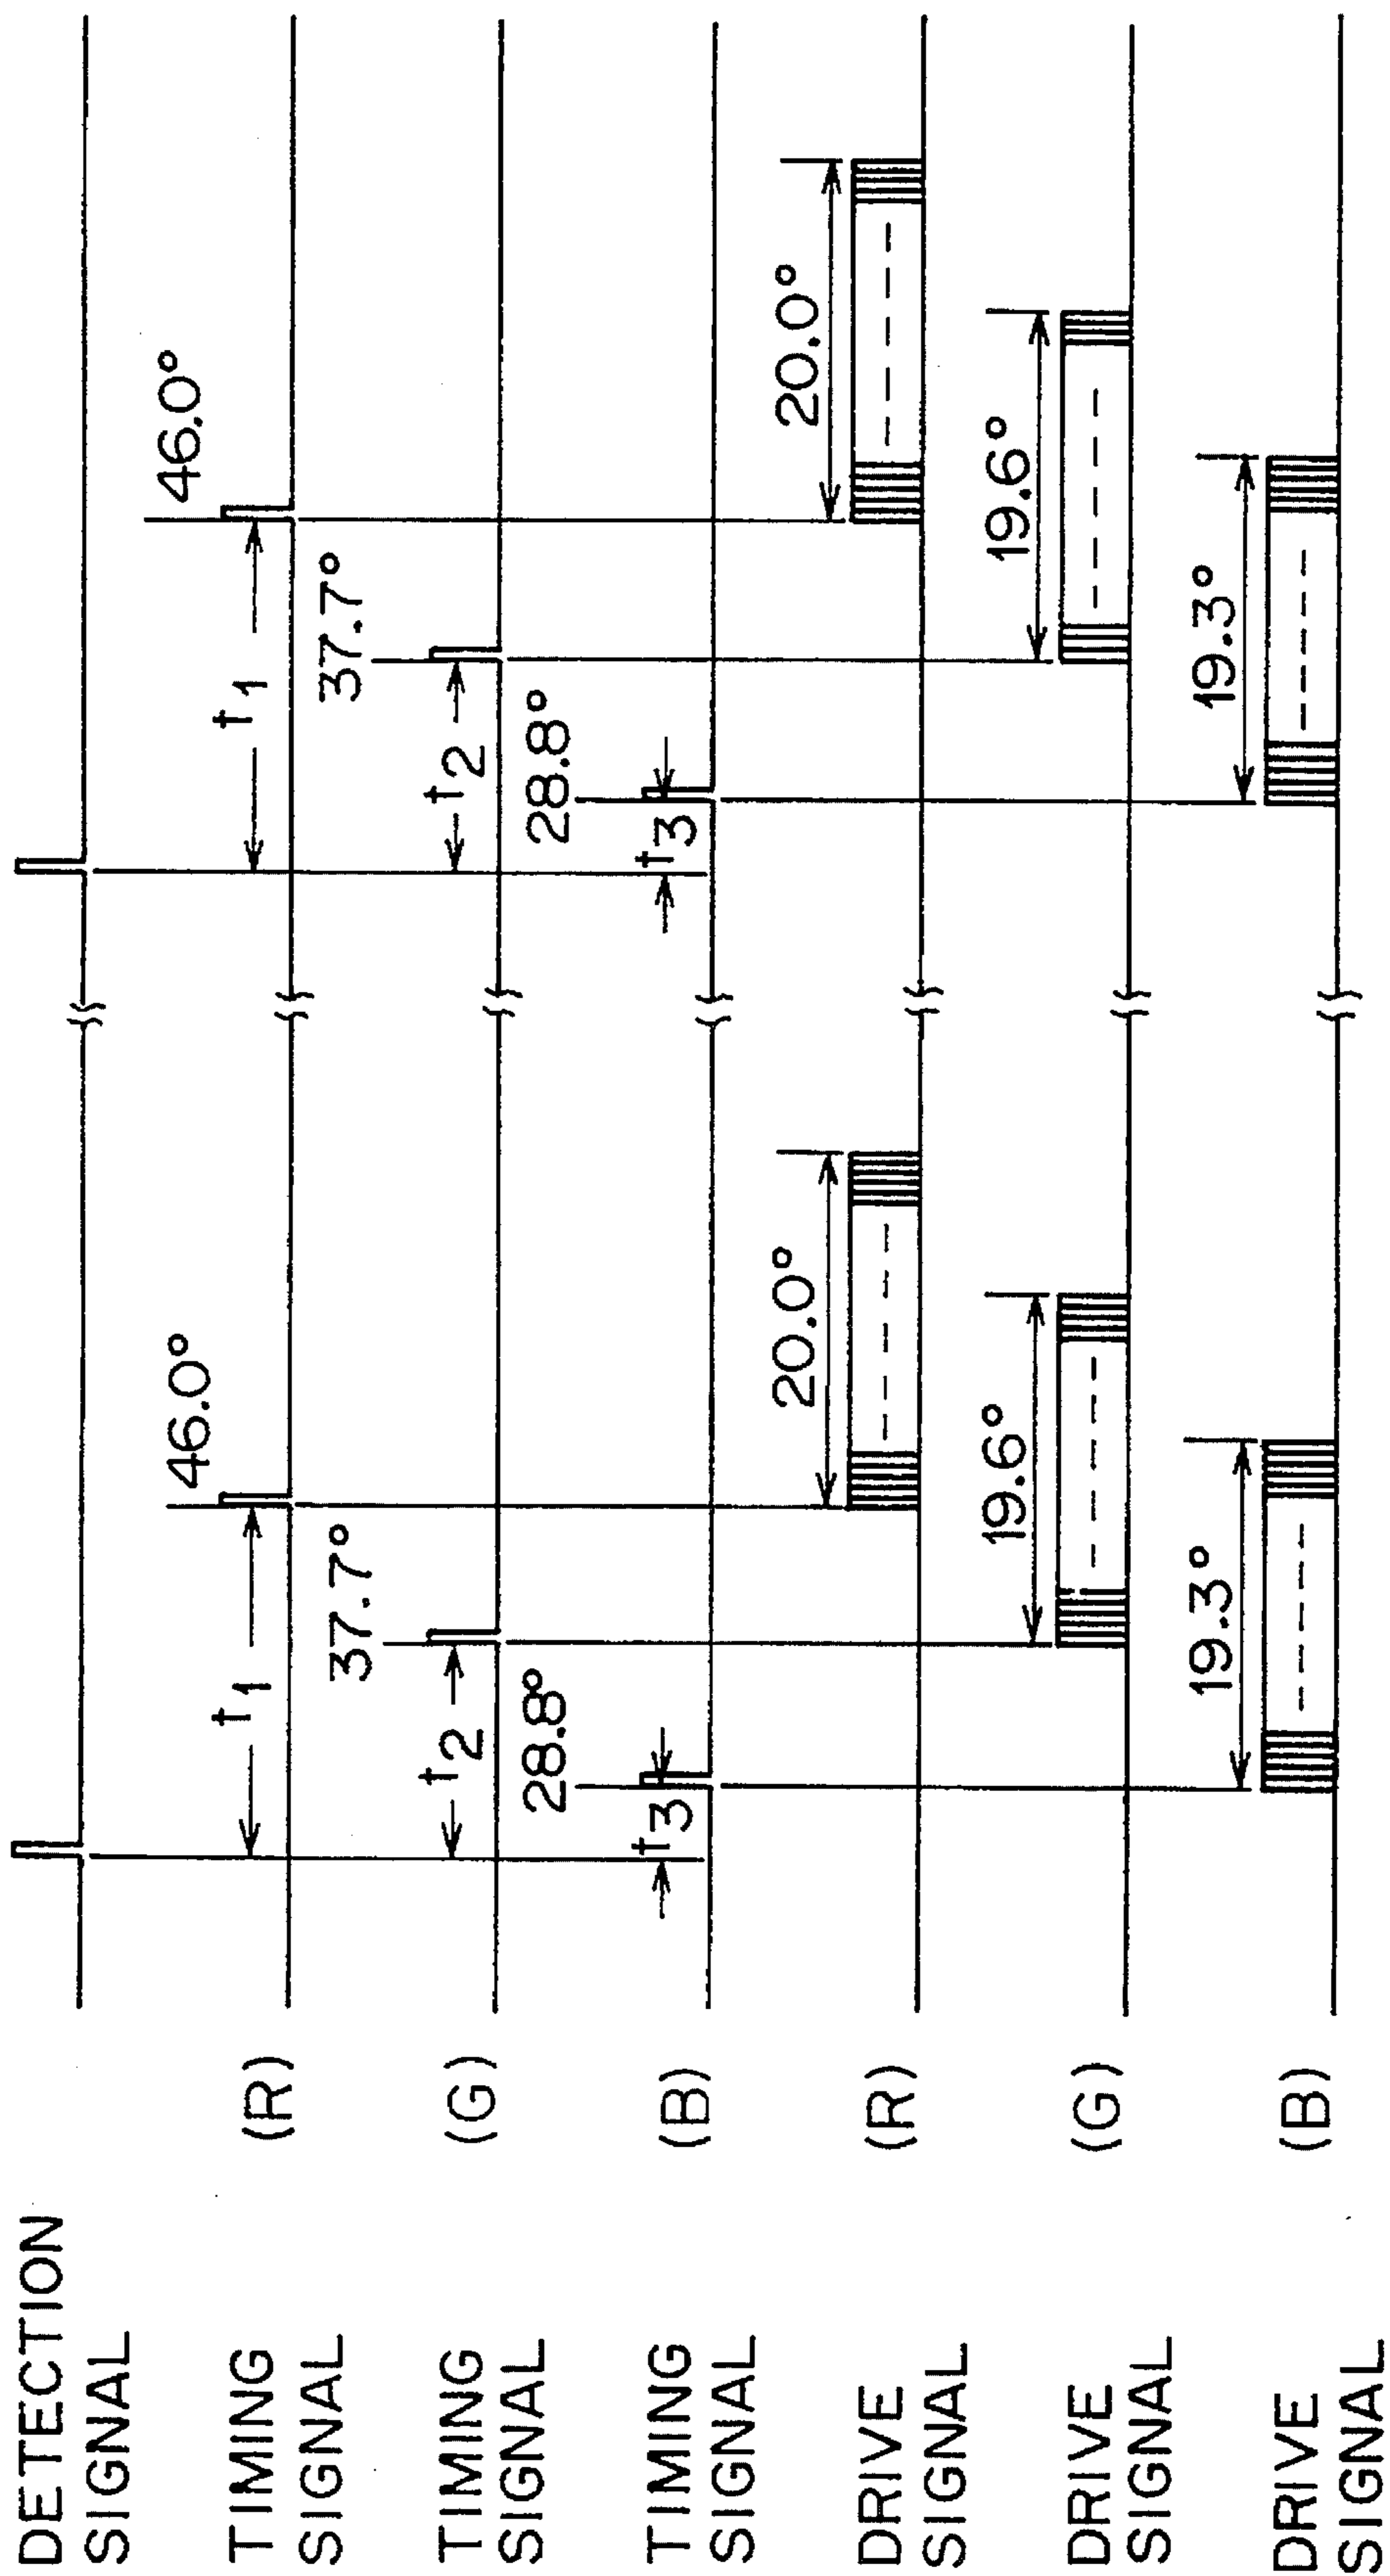 DETECTION
SIGNAL
TIMING (R)
SIGNAL
46.0°
46.0°
t1
t1
TIMING (G)
SIGNAL
37.7°
37.7°
t2
t2
TIMING (B)
SIGNAL
28.8°
28.8°
t3
t3
DRIVE (R)
SIGNAL
20.0°
20.0°
DRIVE (G)
SIGNAL
19.6°
19.6°
DRIVE (B)
SIGNAL
19.3°
19.3°